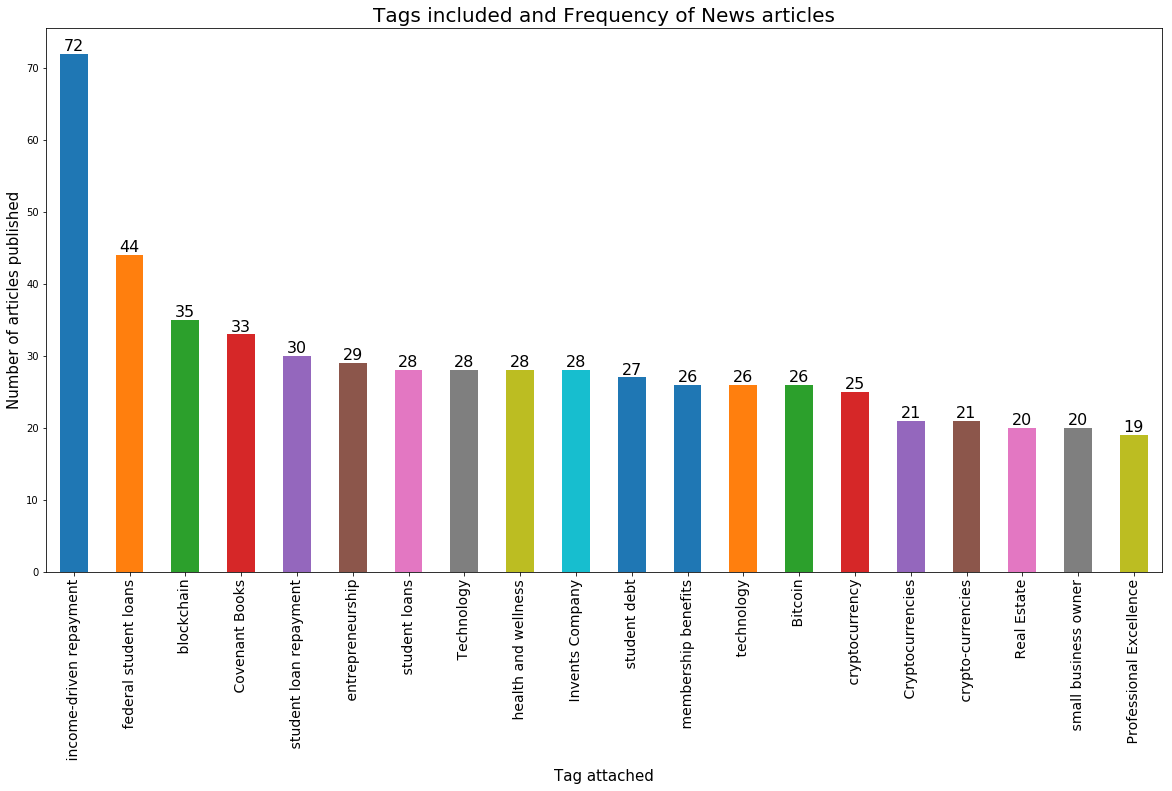 Tags included and Frequency of News articles
Number of articles published
70
60
50
40
30
20
10
0
72
44
35
33
30
29
28
28
28
28
27
26
26
26
25
21
21
20
20
19
income-driven repayment
federal student loans
blockchain
Covenant Books
student loan repayment
entrepreneurship
student loans
Technology
health and wellness
Invents Company
student debt
membership benefits
technology
Bitcoin
cryptocurrency
Cryptocurrencies
crypto-currencies
Real Estate
small business owner
Professional Excellence
Tag attached